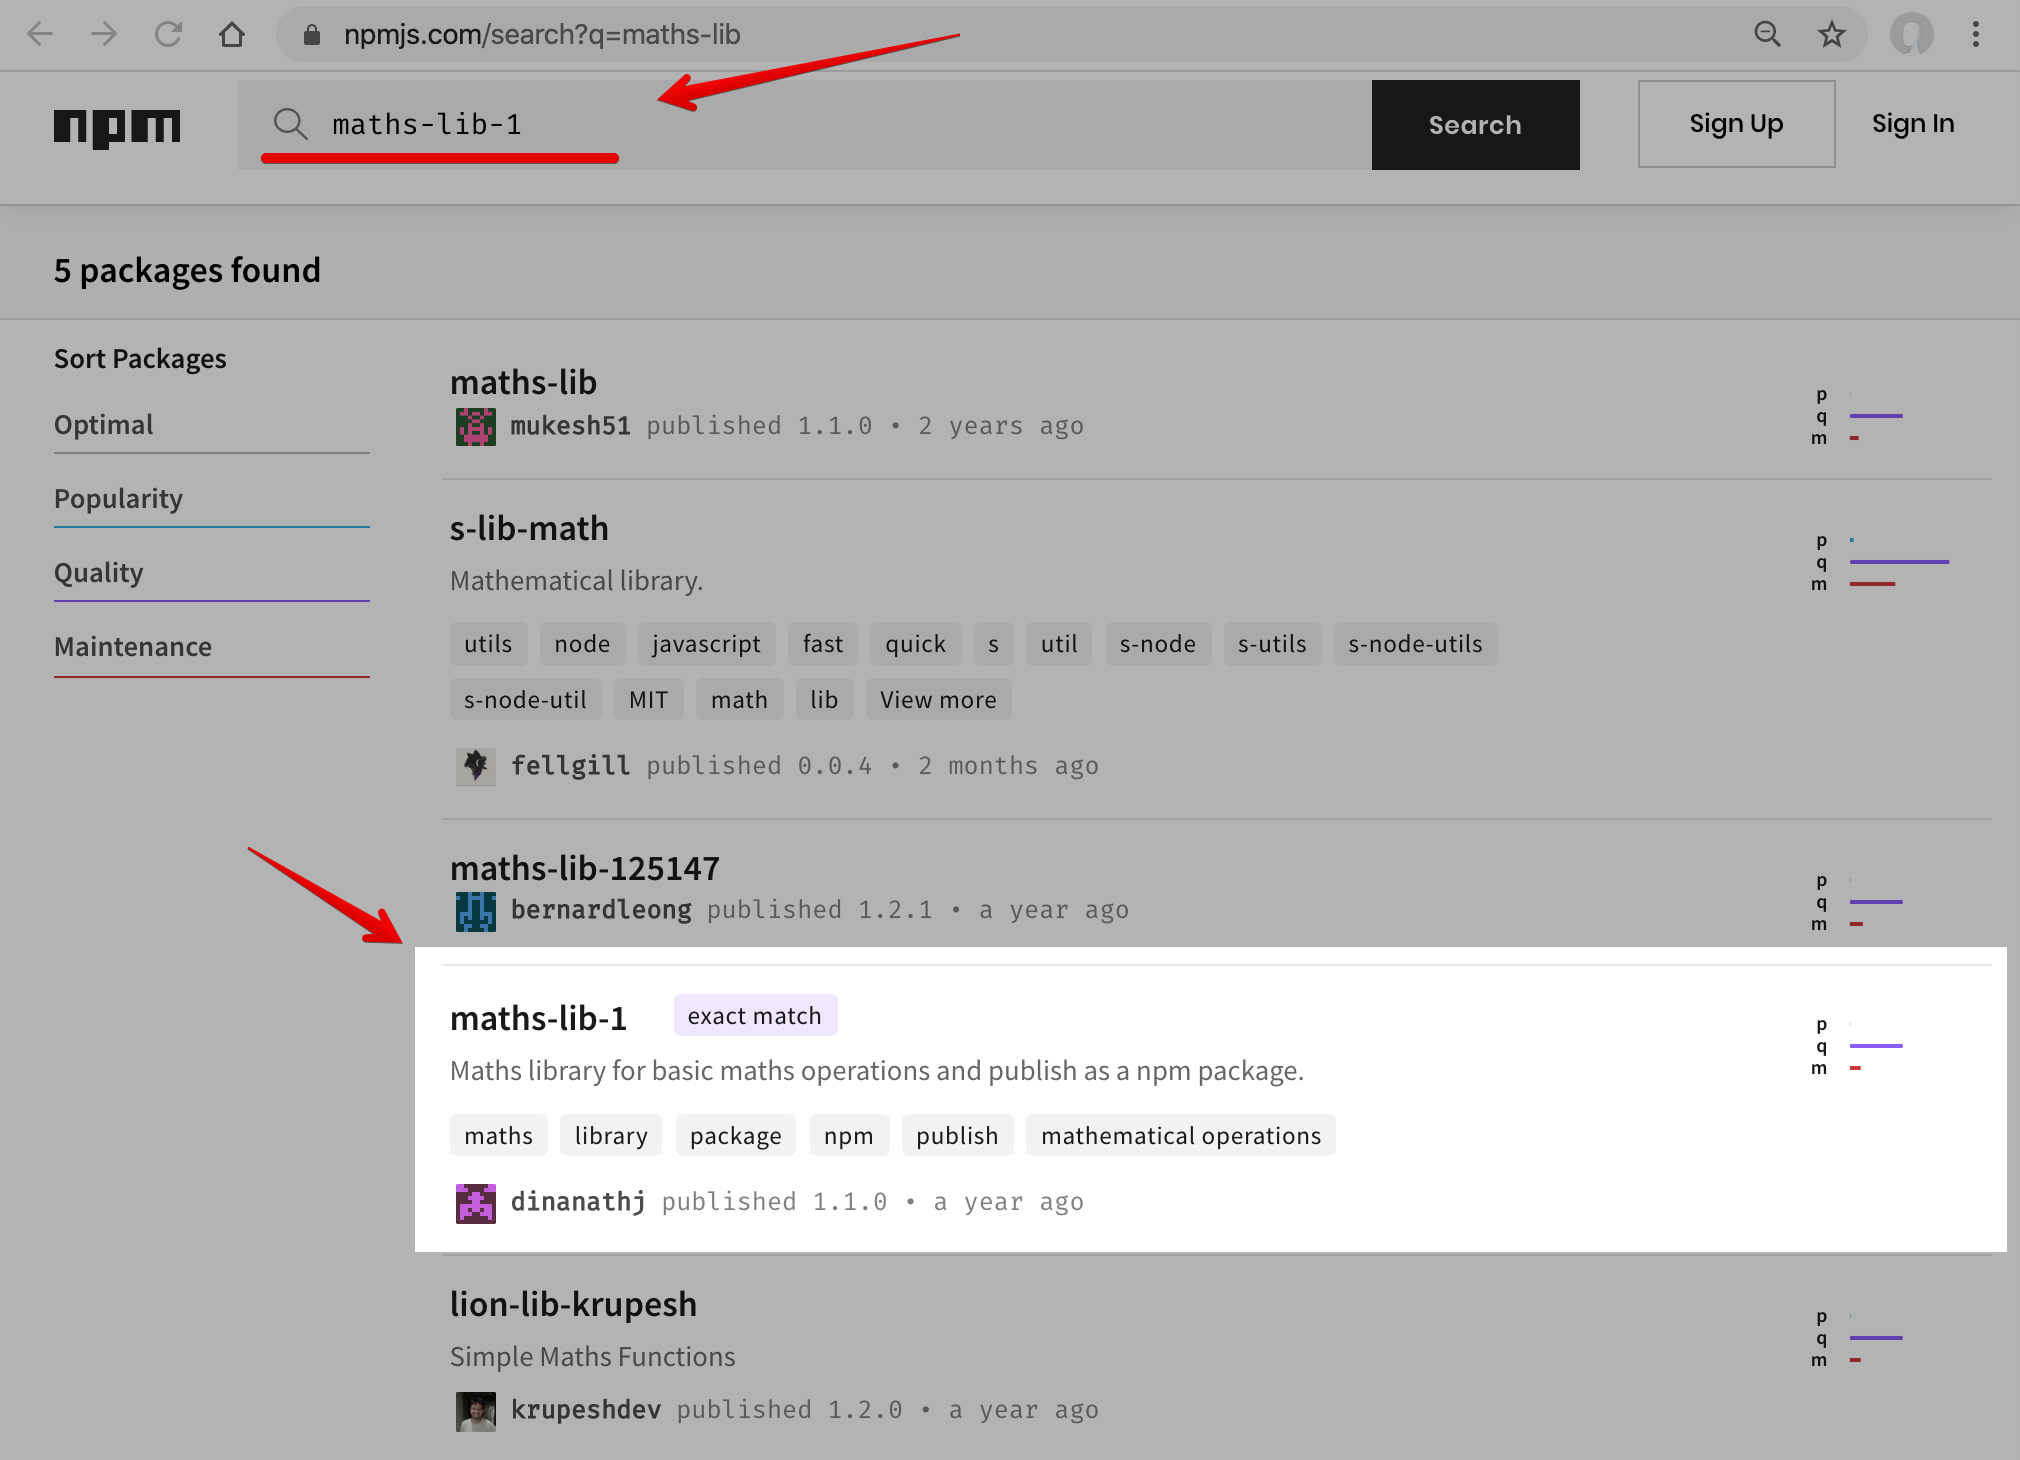 npmjs.com/search?q=maths-lib
npm
maths-lib-1
Search
Sign Up
Sign In
5 packages found
Sort Packages
Optimal
Popularity
Quality
Maintenance
maths-lib
mukesh51 published 1.1.0 • 2 years ago
p
q
m
s-lib-math
Mathematical library.
utils node javascript fast quick s util s-node s-utils s-node-utils
s-node-util MIT math lib View more
fellgill published 0.0.4 • 2 months ago
p
q
m
maths-lib-125147
bernardleong published 1.2.1 • a year ago
p
q
m
maths-lib-1 exact match
Maths library for basic maths operations and publish as a npm package.
maths library package npm publish mathematical operations
dinanathj published 1.1.0 • a year ago
p
q
m
lion-lib-krupesh
Simple Maths Functions
krupeshdev published 1.2.0 • a year ago
p
q
m